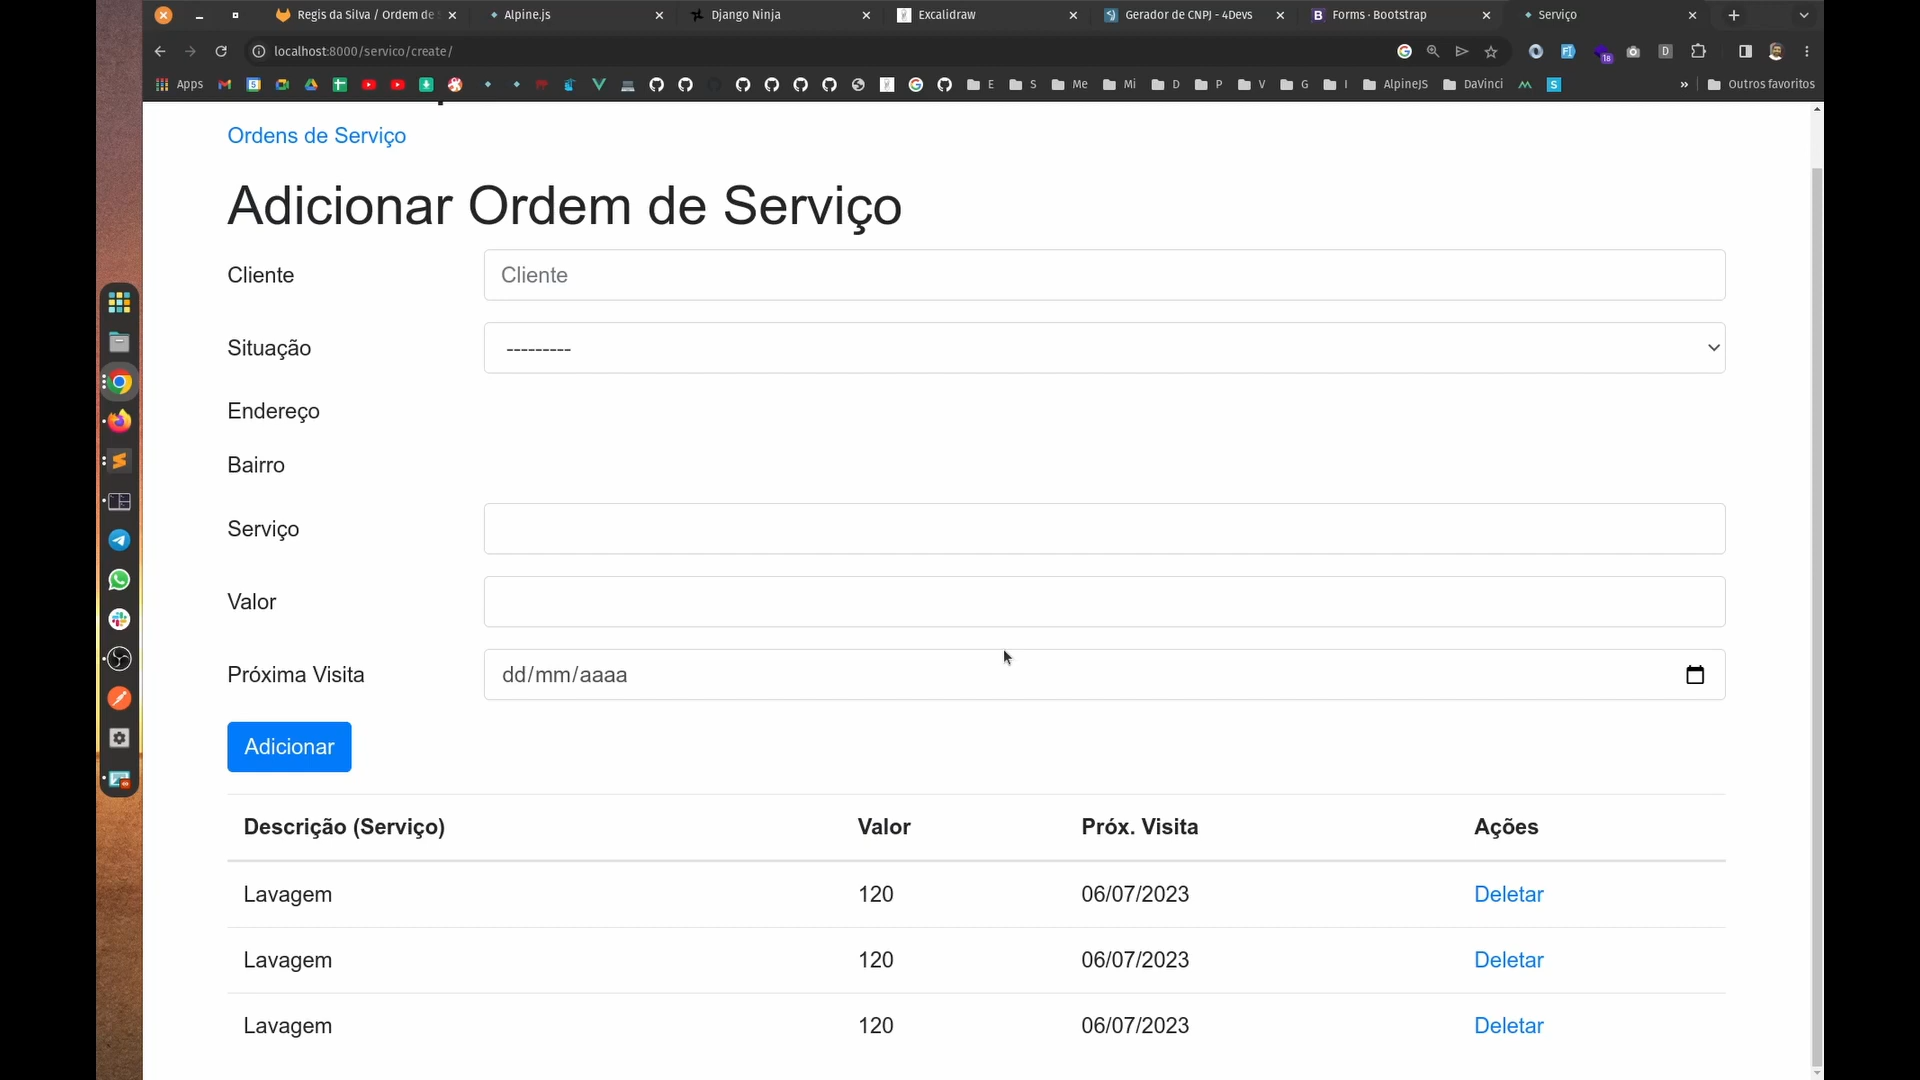 Regis da Silva / Ordem de S
Alpine.js
Django Ninja
Excalidraw
Gerador de CNPJ - 4Devs
Forms · Bootstrap
Serviço
localhost:8000/servico/create/
18
Apps
E
S
Me
Mi
D
P
V
G
I
AlpineJS
DaVinci
Outros favoritos
Ordens de Serviço
Adicionar Ordem de Serviço
Cliente
Cliente
Situação
---------
Endereço
Bairro
Serviço
Valor
Próxima Visita
dd/mm/aaaa
Adicionar
Descrição (Serviço) Valor Próx. Visita Ações
Lavagem 120 06/07/2023 Deletar
Lavagem 120 06/07/2023 Deletar
Lavagem 120 06/07/2023 Deletar